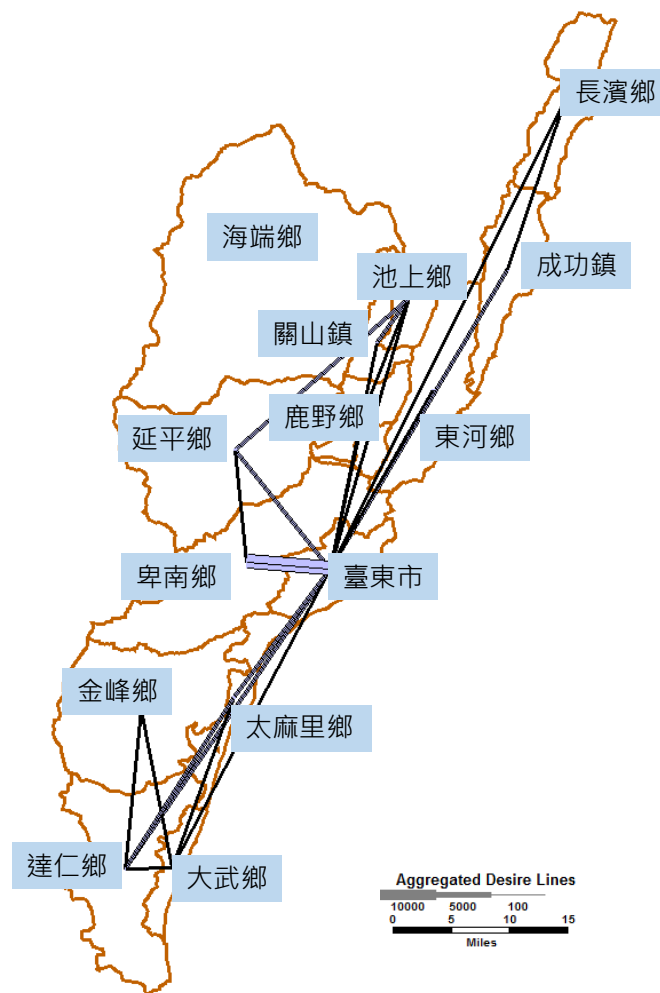 長濱鄉
海端鄉
成功鎮
池上鄉
關山鎮
鹿野鄉
延平鄉
東河鄉
卑南鄉
臺東市
金峰鄉
太麻里鄉
達仁鄉
大武鄉
Aggregated Desire Lines
10000 5000 100
0 5 10 15
Miles